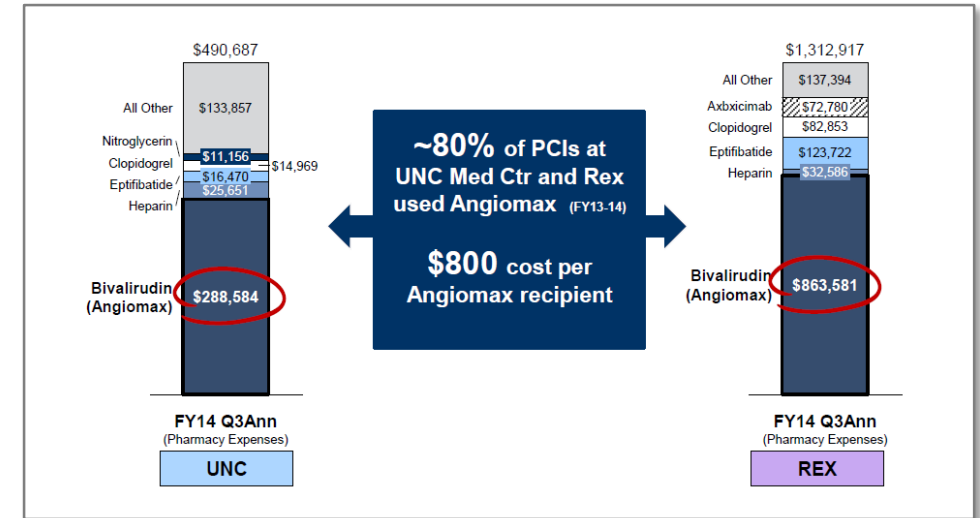 $490,687
All Other
$133,857
Nitroglycerin
$11,156
Clopidogrel
$14,969
Eptifibatide
$16,470
Heparin
$25,651
Bivalirudin
(Angiomax)
$288,584
FY14 Q3Ann
(Pharmacy Expenses)
UNC
~80% of PCIs at
UNC Med Ctr and Rex
used Angiomax (FY13-14)
$800 cost per
Angiomax recipient
$1,312,917
All Other
$137,394
Axbxicimab
$72,780
Clopidogrel
$82,853
Eptifibatide
$123,722
Heparin
$32,586
Bivalirudin
(Angiomax)
$863,581
FY14 Q3Ann
(Pharmacy Expenses)
REX